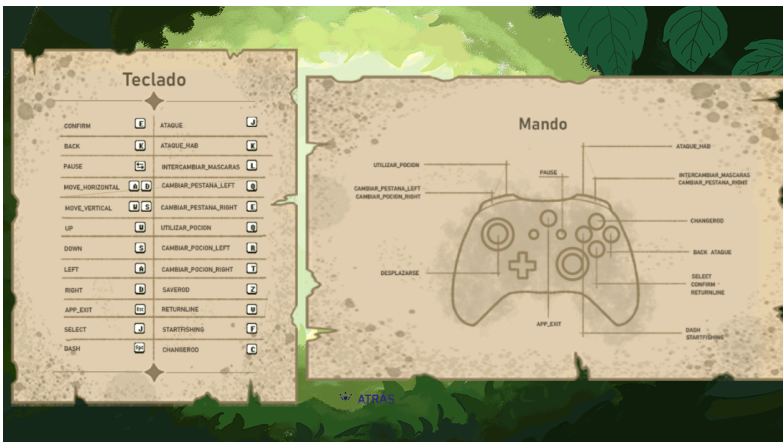 Teclado
CONFIRM E ATAQUE J
BACK K ATAQUE_HAB K
PAUSE INTERCAMBIAR_MASCARAS L
MOVE_HORIZONTAL A D CAMBIAR_PESTANA_LEFT Q
MOVE_VERTICAL W S CAMBIAR_PESTANA_RIGHT E
UP W UTILIZAR_POCION Q
DOWN S CAMBIAR_POCION_LEFT R
LEFT A CAMBIAR_POCION_RIGHT T
RIGHT D SAVEROD Z
APP_EXIT Esc RETURNLINE U
SELECT J STARTFISHING F
DASH Spc CHANGEROD C
Mando
ATAQUE_HAB
UTILIZAR_POCION
PAUSE
INTERCAMBIAR_MASCARAS
CAMBIAR_PESTANA_RIGHT
CAMBIAR_PESTANA_LEFT
CAMBIAR_POCION_RIGHT
CHANGEROD
BACK ATAQUE
DESPLAZARSE
SELECT
CONFIRM
RETURNLINE
APP_EXIT
DASH
STARTFISHING
ATRÁS